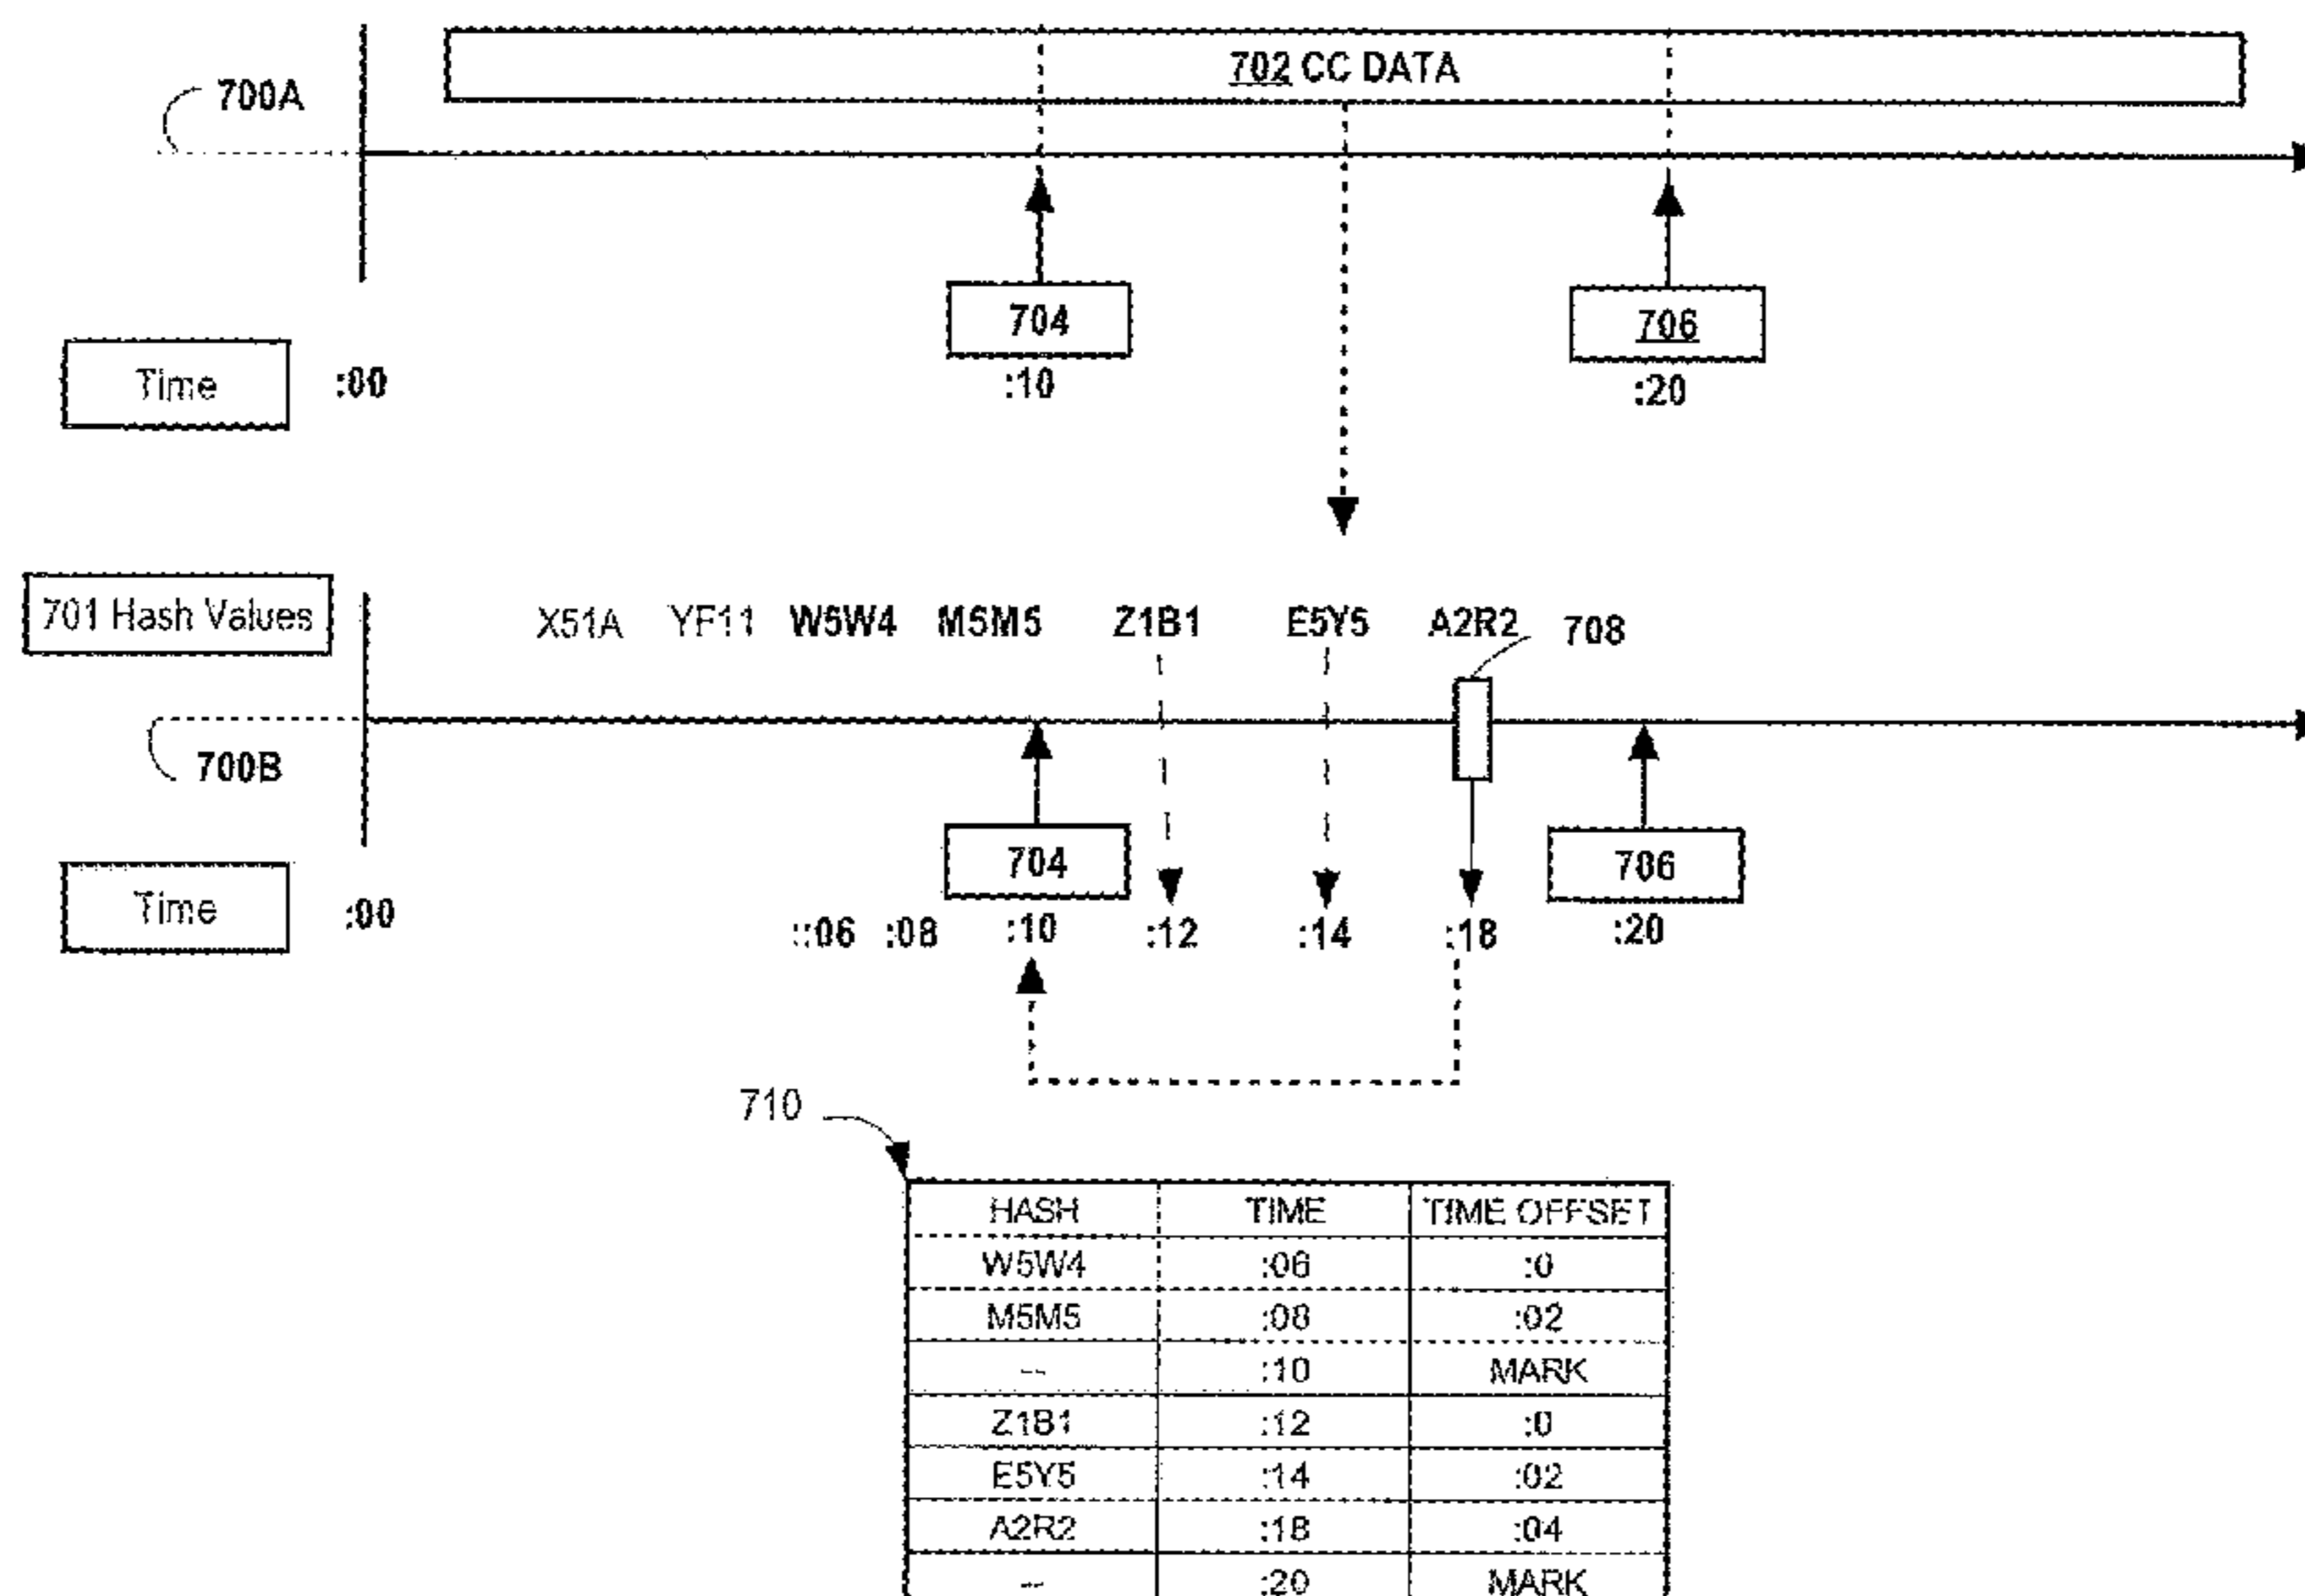 702 CC DATA
700A
704
706
Time :00 :10 :20
701 Hash Values X51A YF11 W5W4 M5M5 Z1B1 E5Y5 A2R2 708
700B
704 706
Time :00 ::06 :08 :10 :12 :14 :18 :20
710
HASH TIME TIME OFFSET
W5W4 :06 :0
M5M5 :08 :02
-- :10 MARK
Z1B1 :12 :0
E5Y5 :14 :02
A2R2 :18 :04
-- :20 MARK